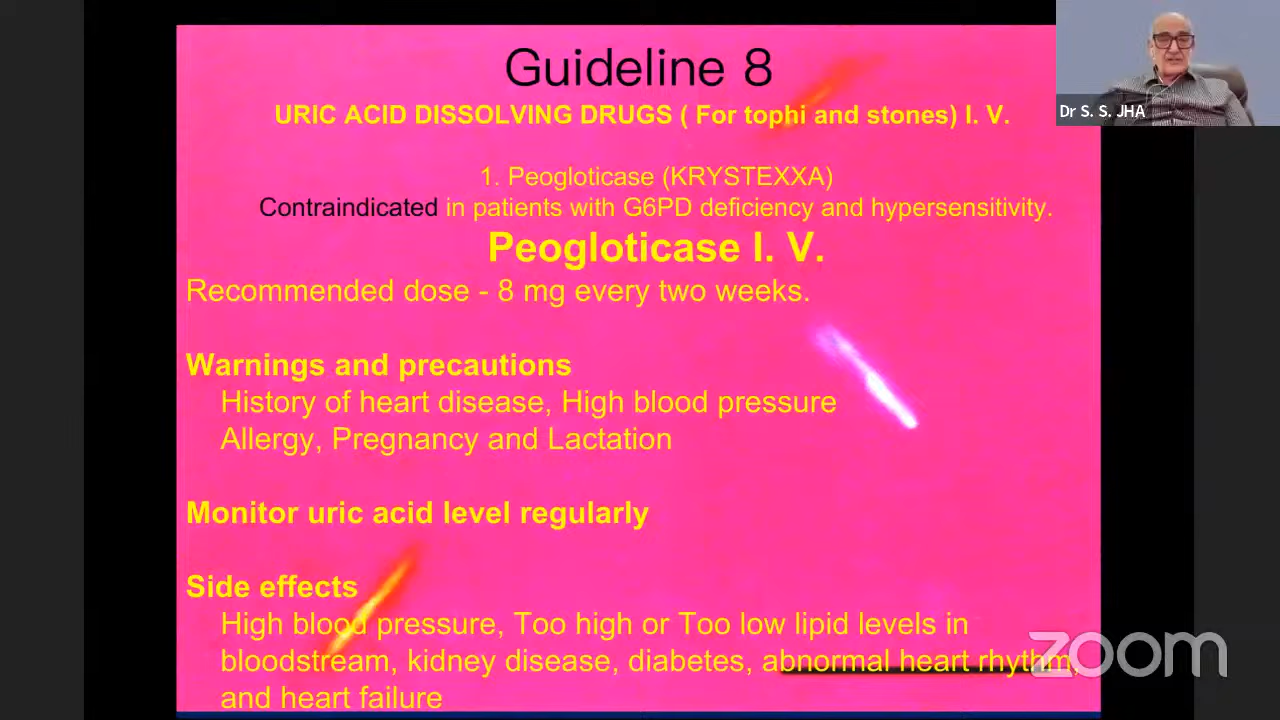 Guideline 8
URIC ACID DISSOLVING DRUGS ( For tophi and stones) I. V.
1. Peogloticase (KRYSTEXXA)
Contraindicated in patients with G6PD deficiency and hypersensitivity.
Peogloticase I. V.
Recommended dose - 8 mg every two weeks.
Warnings and precautions
History of heart disease, High blood pressure
Allergy, Pregnancy and Lactation
Monitor uric acid level regularly
Side effects
High blood pressure, Too high or Too low lipid levels in
bloodstream, kidney disease, diabetes, abnormal heart rhythm,
and heart failure
Dr S. S. JHA
zoom